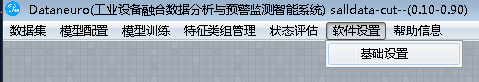 Dataneuro(工业设备融合数据分析与预警监测智能系统) salldata-cut--(0.10-0.90)
数据集 模型配置 模型训练 特征类组管理 状态评估 软件设置 帮助信息
基础设置